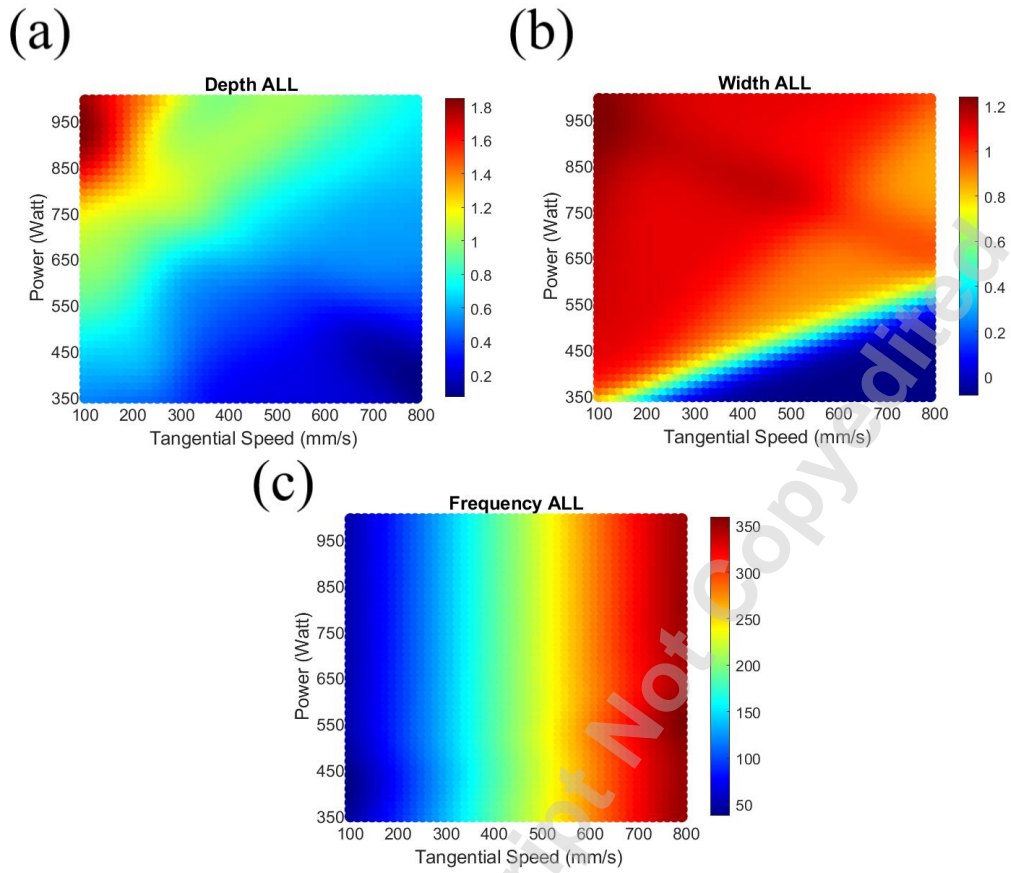 (a)
Depth ALL
Power (Watt)
950
850
750
650
550
450
350
100 200 300 400 500 600 700 800
Tangential Speed (mm/s)
1.8
1.6
1.4
1.2
1
0.8
0.6
0.4
0.2
(b)
Width ALL
Power (Watt)
950
850
750
650
550
450
350
100 200 300 400 500 600 700 800
Tangential Speed (mm/s)
1.2
1
0.8
0.6
0.4
0.2
0
(c)
Frequency ALL
Power (Watt)
950
850
750
650
550
450
350
100 200 300 400 500 600 700 800
Tangential Speed (mm/s)
350
300
250
200
150
100
50
ript Not Copyedited